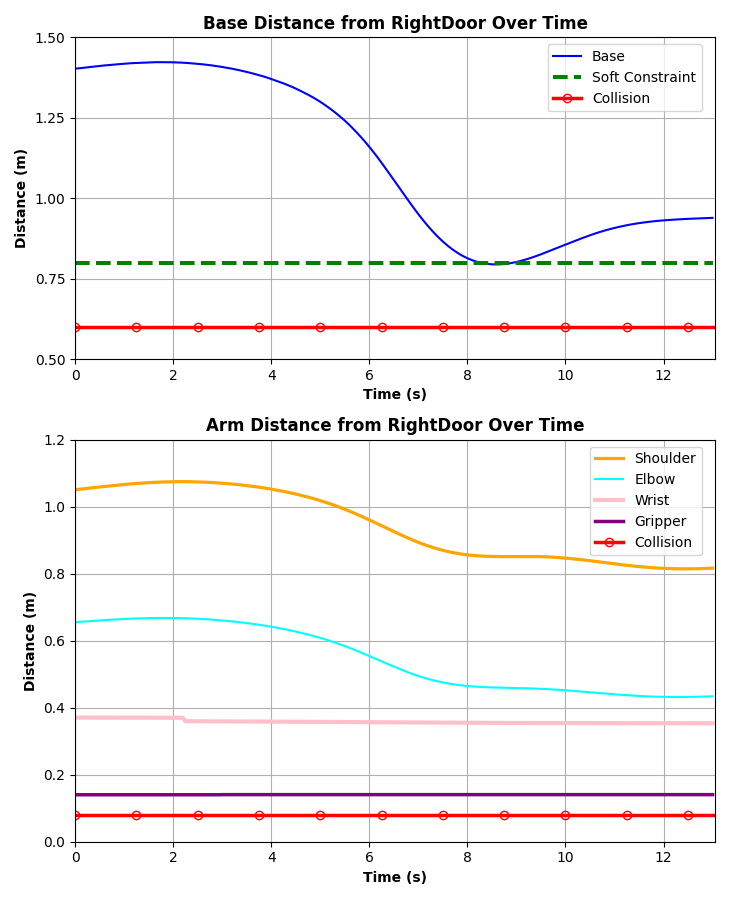 Base Distance from RightDoor Over Time
1.50
1.25
1.00
0.75
0.50
Distance (m)
Base
Soft Constraint
Collision
0 2 4 6 8 10 12
Time (s)
Arm Distance from RightDoor Over Time
1.2
1.0
0.8
0.6
0.4
0.2
0.0
Distance (m)
Shoulder
Elbow
Wrist
Gripper
Collision
0 2 4 6 8 10 12
Time (s)